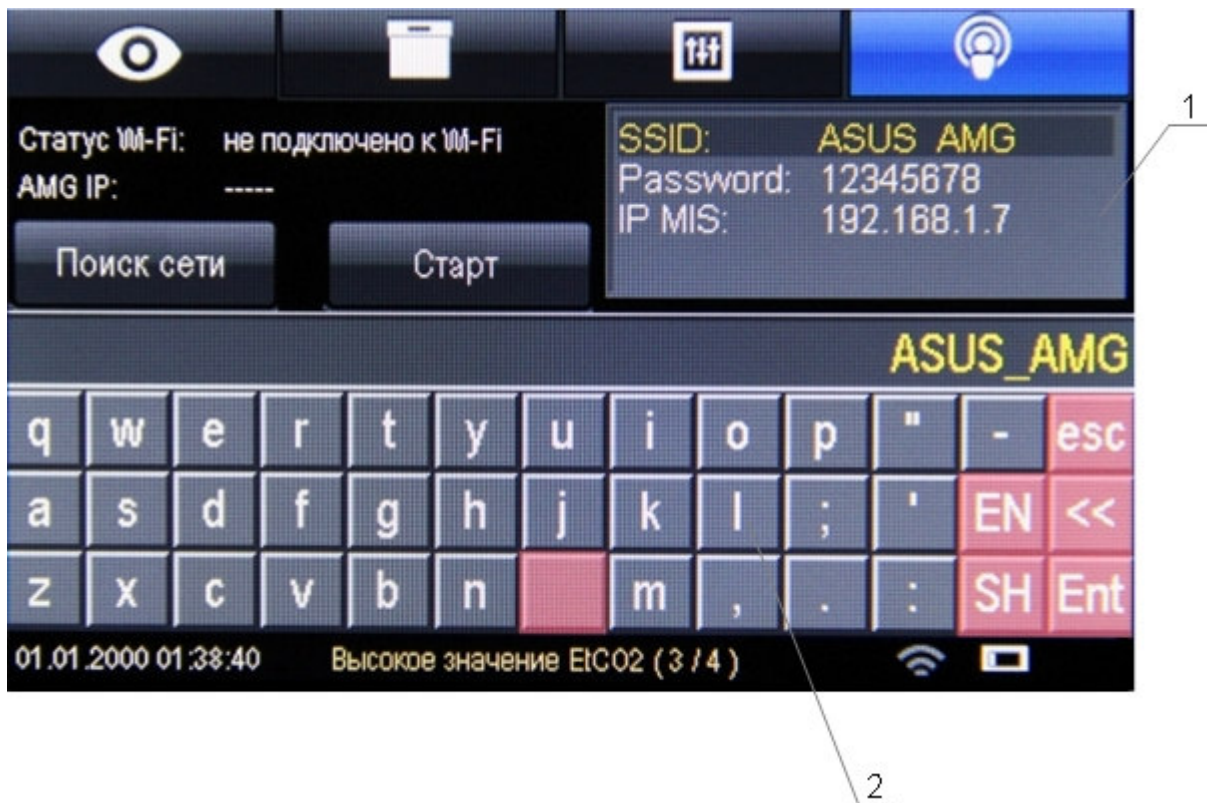 1
Статус Wi-Fi: не подключено к Wi-Fi
AMG IP: -----
Поиск сети
Старт
SSID: ASUS_AMG
Password: 12345678
IP MIS: 192.168.1.7
ASUS_AMG
q w e r t y u i o p " - esc
a s d f g h j k l ; ' EN <<
z x c v b n m , . : SH Ent
01.01.2000 01:38:40 Высокое значение EtCO2 ( 3 / 4 )
2